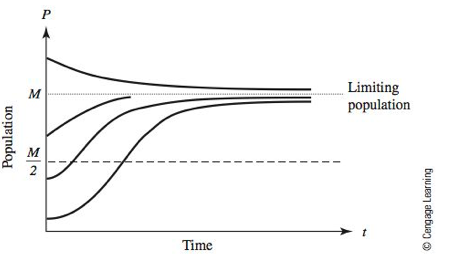 P
M
Limiting
population
Population
M
2
t
Time
© Cengage Learning